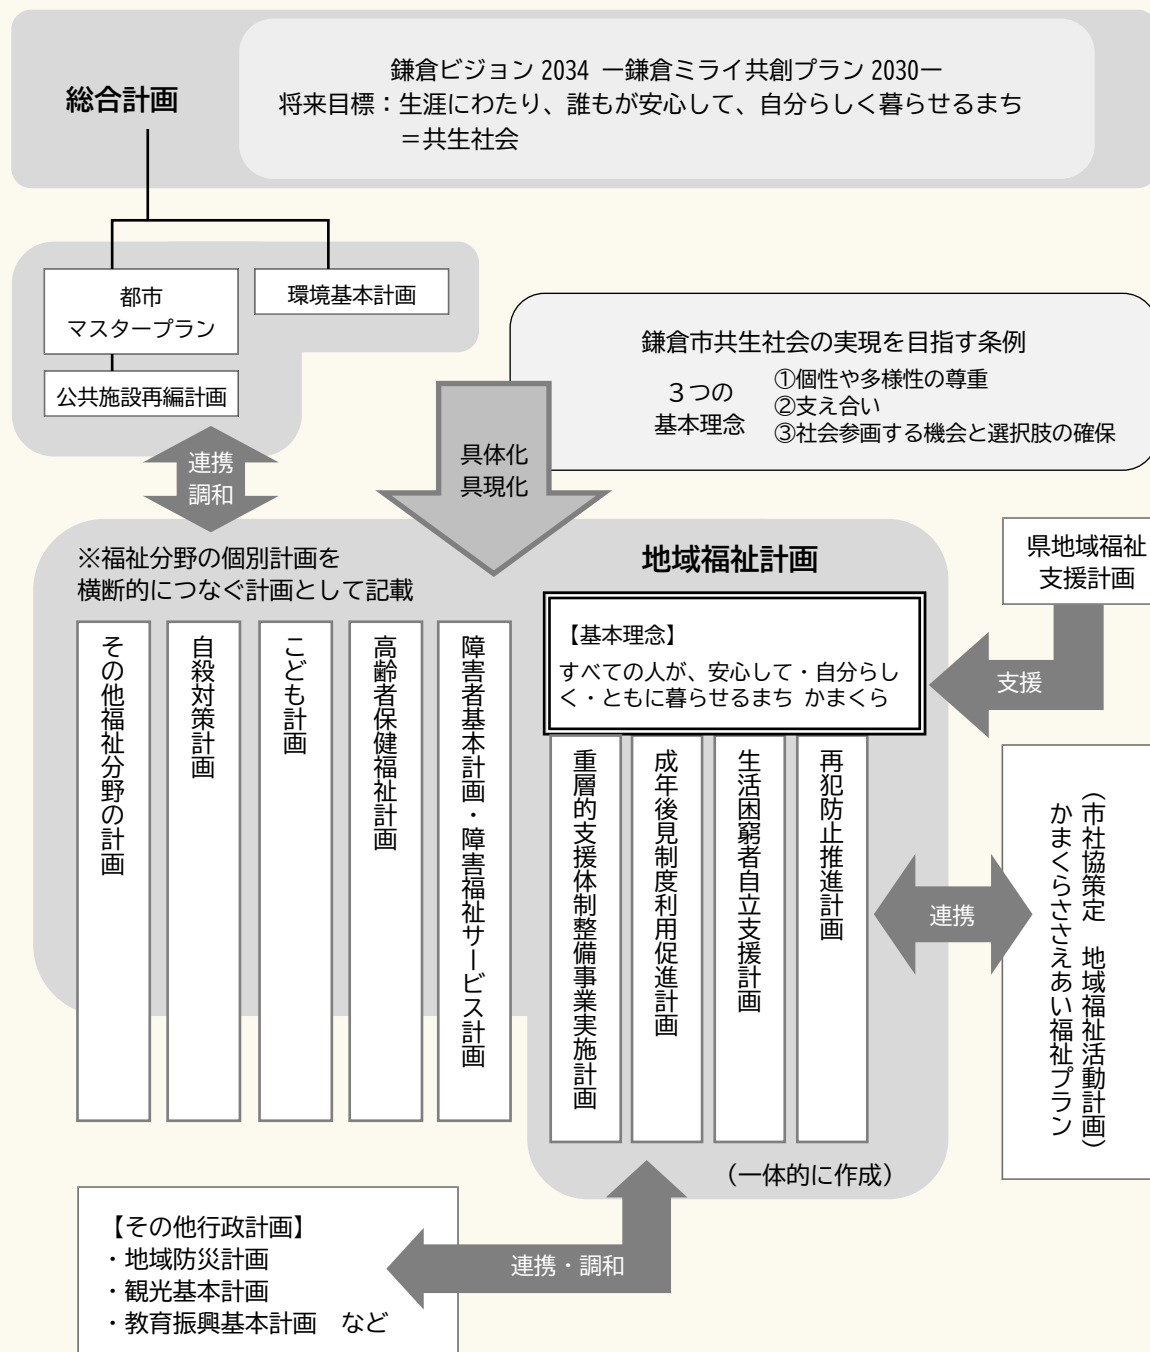 総合計画
鎌倉ビジョン 2034 ー鎌倉ミライ共創プラン 2030ー
将来目標：生涯にわたり、誰もが安心して、自分らしく暮らせるまち
＝共生社会
都市
マスタープラン
環境基本計画
公共施設再編計画
鎌倉市共生社会の実現を目指す条例
３つの
基本理念
①個性や多様性の尊重
②支え合い
③社会参画する機会と選択肢の確保
具体化
具現化
連携
調和
※福祉分野の個別計画を
横断的につなぐ計画として記載
地域福祉計画
県地域福祉
支援計画
支援
【基本理念】
すべての人が、安心して・自分らし
く・ともに暮らせるまち かまくら
その他福祉分野の計画
自殺対策計画
こども計画
高齢者保健福祉計画
障害者基本計画・障害福祉サービス計画
重層的支援体制整備事業実施計画
成年後見制度利用促進計画
生活困窮者自立支援計画
再犯防止推進計画
連携
（市社協策定　地域福祉活動計画）
かまくらささえあい福祉プラン
（一体的に作成）
【その他行政計画】
・地域防災計画
・観光基本計画
・教育振興基本計画　など
連携・調和